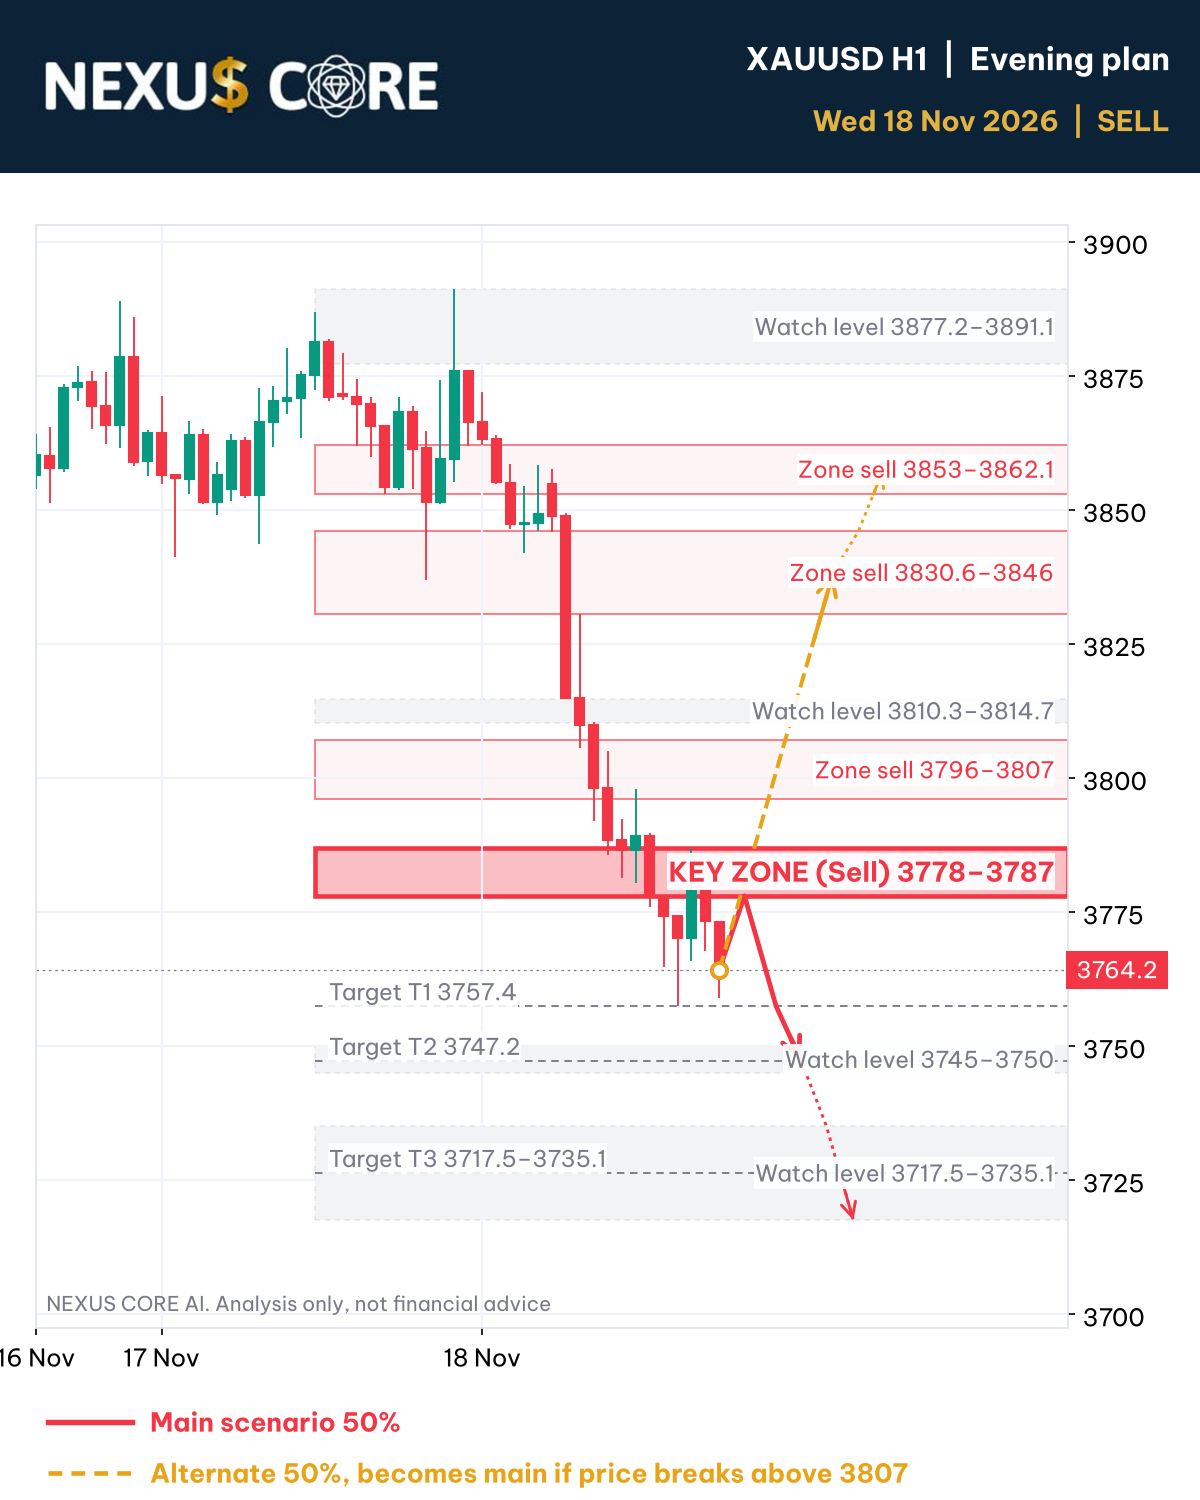 NEXU$ CORE
XAUUSD H1 | Evening plan
Wed 18 Nov 2026 | SELL
3900
Watch level 3877.2–3891.1
3875
Zone sell 3853–3862.1
3850
Zone sell 3830.6–3846
3825
Watch level 3810.3–3814.7
Zone sell 3796–3807
3800
KEY ZONE (Sell) 3778–3787
3775
3764.2
Target T1 3757.4
Target T2 3747.2
Watch level 3745–3750
3750
Target T3 3717.5–3735.1
Watch level 3717.5–3735.1
3725
NEXUS CORE AI. Analysis only, not financial advice
3700
16 Nov
17 Nov
18 Nov
Main scenario 50%
Alternate 50%, becomes main if price breaks above 3807